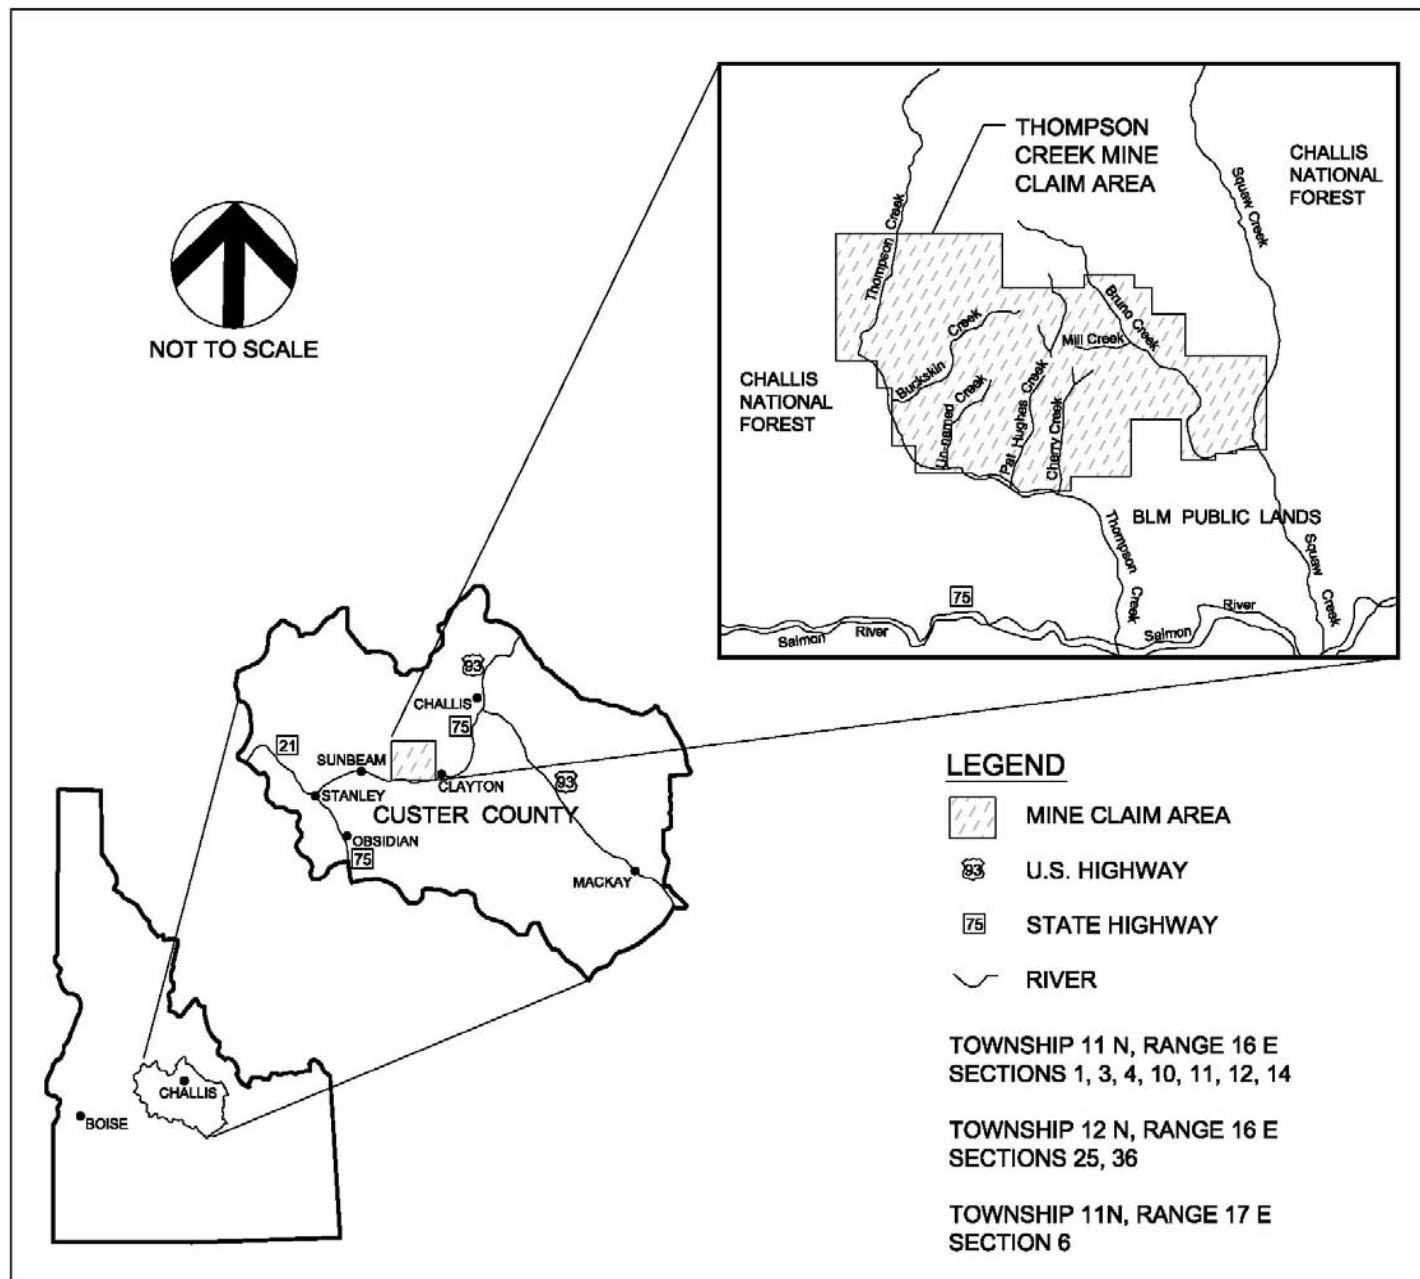 THOMPSON
CREEK MINE
CLAIM AREA
CHALLIS
NATIONAL
FOREST
Squaw Creek
Thompson Creek
NOT TO SCALE
Bruno Creek
Mill Creek
Buckskin Creek
Un-named Creek
Pat Hughes Creek
Cherry Creek
CHALLIS
NATIONAL
FOREST
BLM PUBLIC LANDS
Thompson Creek
Squaw Creek
75
Salmon River
Salmon River
93
CHALLIS
75
21
SUNBEAM
CLAYTON
93
STANLEY
CUSTER COUNTY
OBSIDIAN
75
MACKAY
LEGEND
MINE CLAIM AREA
93 U.S. HIGHWAY
75 STATE HIGHWAY
RIVER
CHALLIS
BOISE
TOWNSHIP 11 N, RANGE 16 E
SECTIONS 1, 3, 4, 10, 11, 12, 14
TOWNSHIP 12 N, RANGE 16 E
SECTIONS 25, 36
TOWNSHIP 11N, RANGE 17 E
SECTION 6